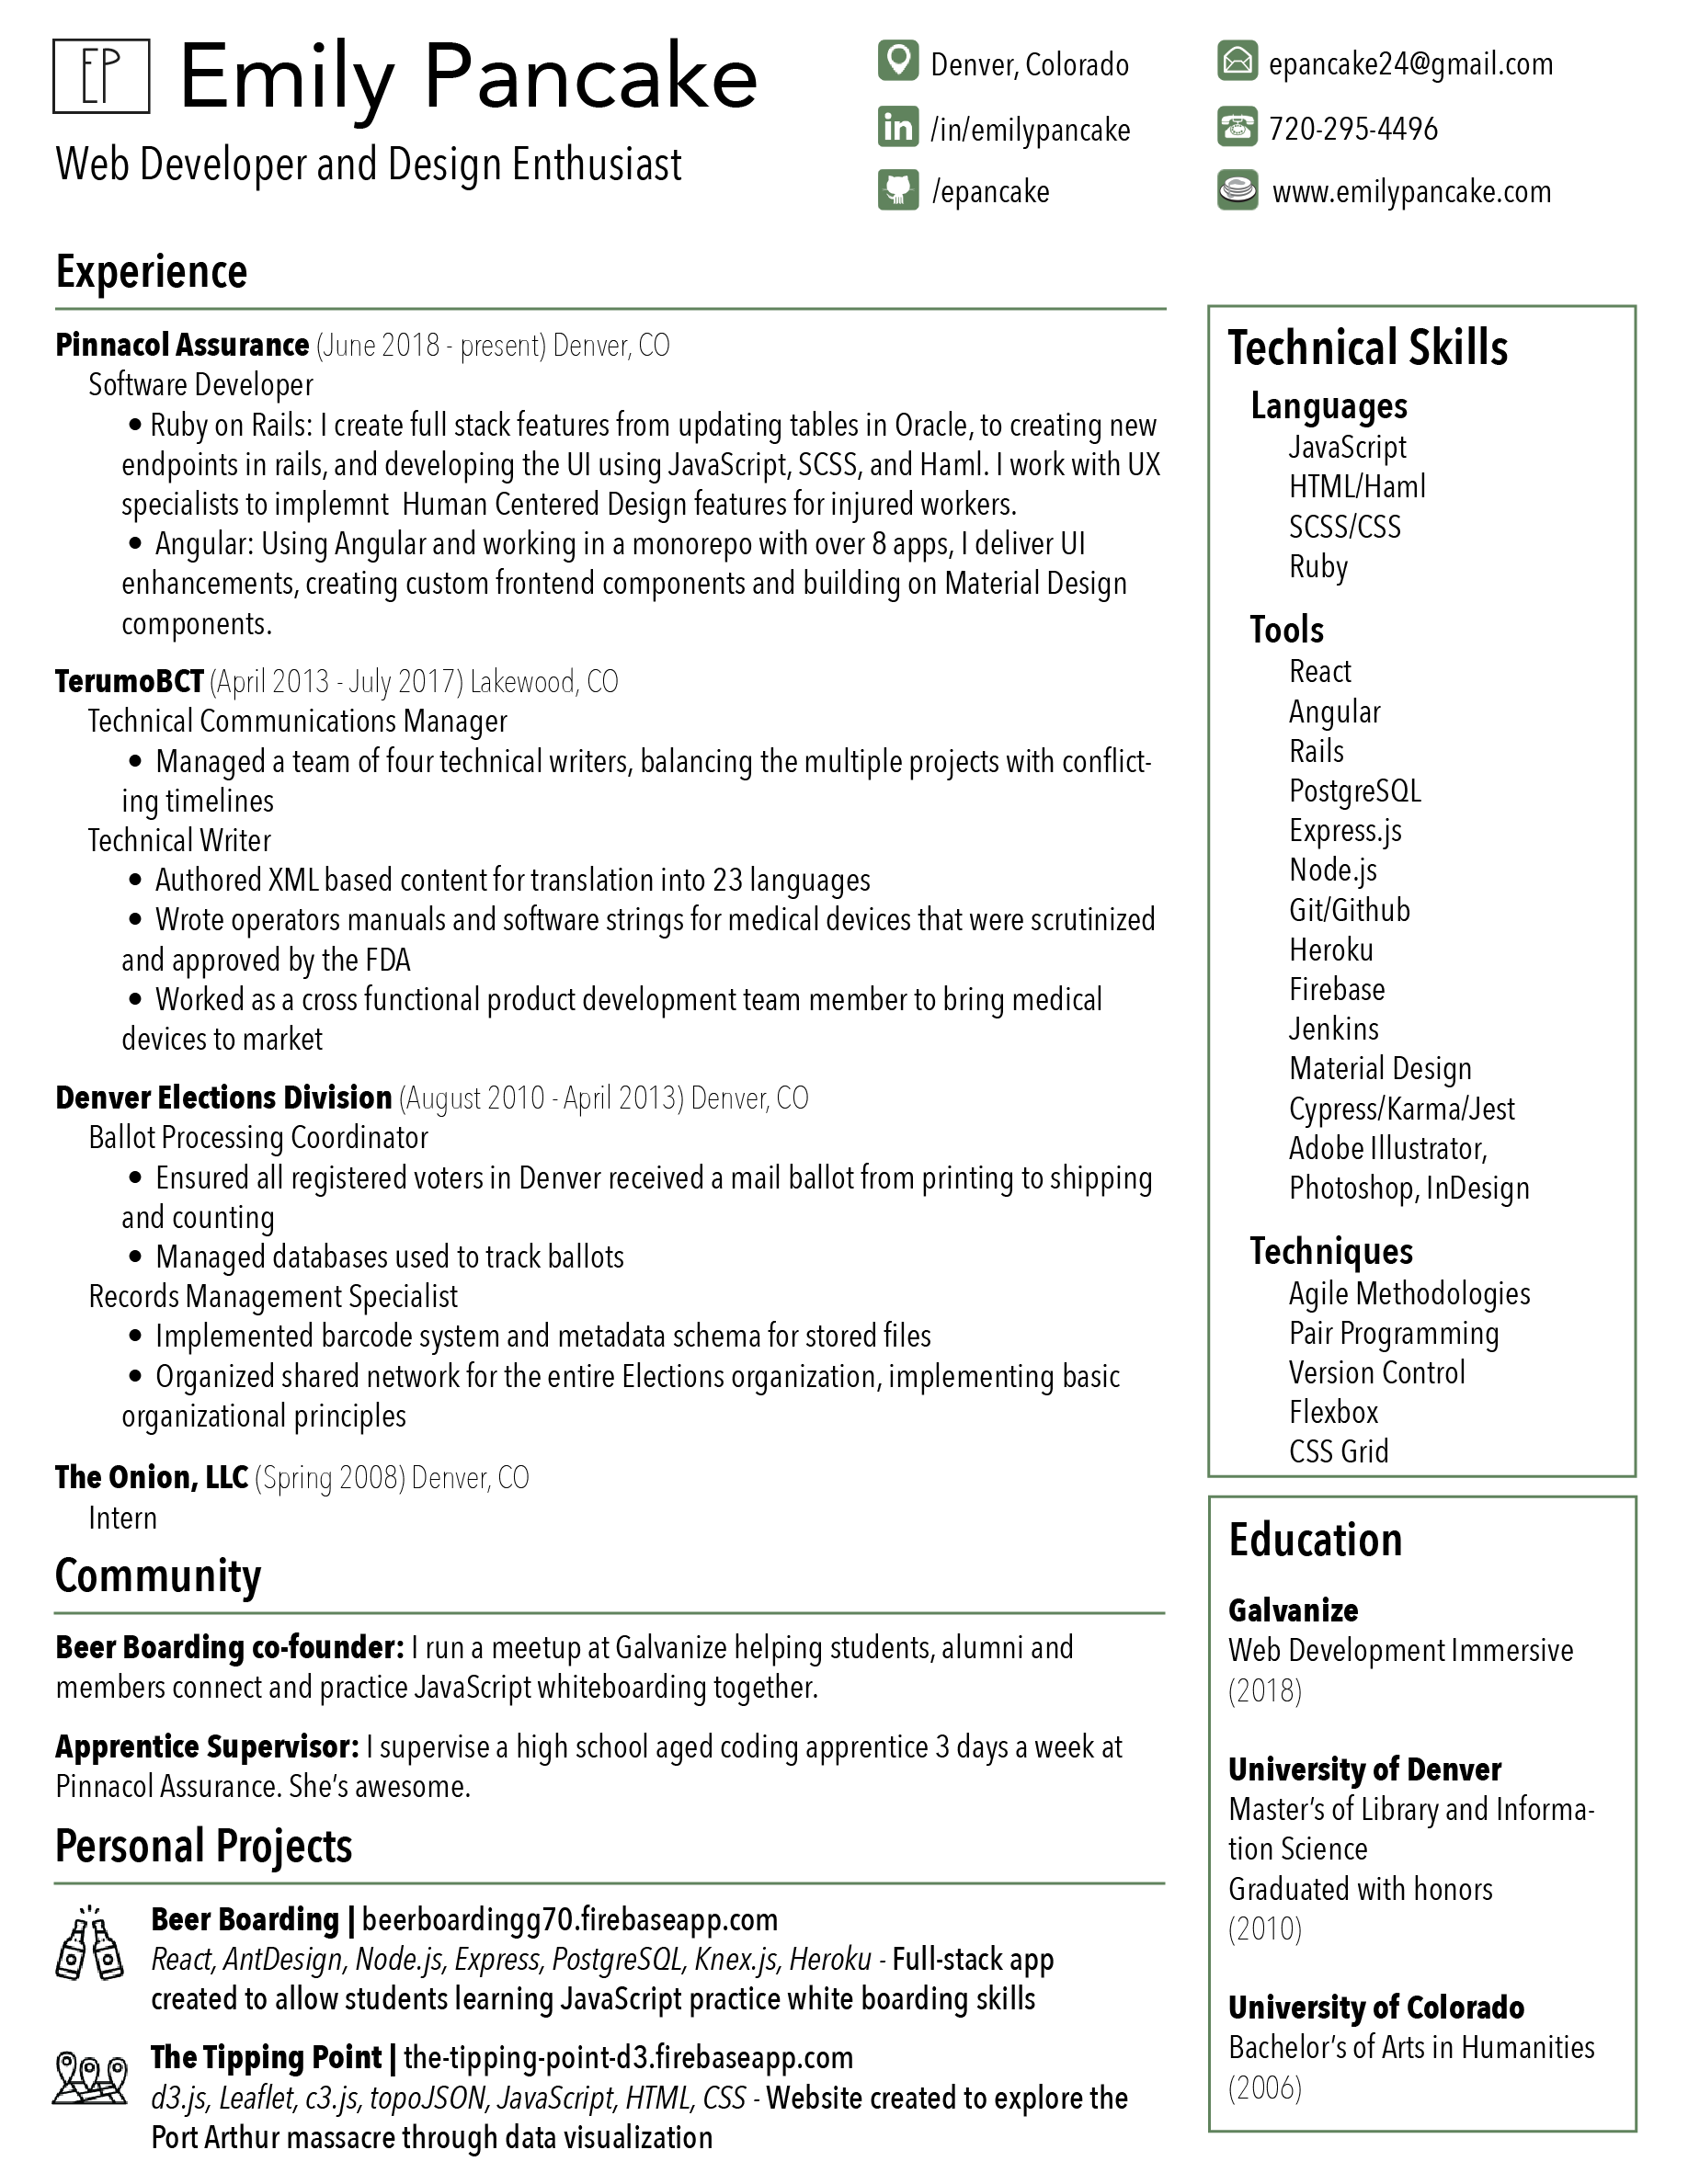 EP
Emily Pancake
Web Developer and Design Enthusiast
Denver, Colorado
/in/emilypancake
/epancake
epancake24@gmail.com
720-295-4496
www.emilypancake.com
Experience
Pinnacol Assurance (June 2018 - present) Denver, CO
Software Developer
• Ruby on Rails: I create full stack features from updating tables in Oracle, to creating new
endpoints in rails, and developing the UI using JavaScript, SCSS, and Haml. I work with UX
specialists to implemnt  Human Centered Design features for injured workers.
• Angular: Using Angular and working in a monorepo with over 8 apps, I deliver UI
enhancements, creating custom frontend components and building on Material Design
components.
TerumoBCT (April 2013 - July 2017) Lakewood, CO
Technical Communications Manager
• Managed a team of four technical writers, balancing the multiple projects with conflict-
ing timelines
Technical Writer
• Authored XML based content for translation into 23 languages
• Wrote operators manuals and software strings for medical devices that were scrutinized
and approved by the FDA
• Worked as a cross functional product development team member to bring medical
devices to market
Denver Elections Division (August 2010 - April 2013) Denver, CO
Ballot Processing Coordinator
• Ensured all registered voters in Denver received a mail ballot from printing to shipping
and counting
• Managed databases used to track ballots
Records Management Specialist
• Implemented barcode system and metadata schema for stored files
• Organized shared network for the entire Elections organization, implementing basic
organizational principles
The Onion, LLC (Spring 2008) Denver, CO
Intern
Community
Beer Boarding co-founder: I run a meetup at Galvanize helping students, alumni and
members connect and practice JavaScript whiteboarding together.
Apprentice Supervisor: I supervise a high school aged coding apprentice 3 days a week at
Pinnacol Assurance. She's awesome.
Personal Projects
Beer Boarding | beerboardingg70.firebaseapp.com
React, AntDesign, Node.js, Express, PostgreSQL, Knex.js, Heroku - Full-stack app
created to allow students learning JavaScript practice white boarding skills
The Tipping Point | the-tipping-point-d3.firebaseapp.com
d3.js, Leaflet, c3.js, topoJSON, JavaScript, HTML, CSS - Website created to explore the
Port Arthur massacre through data visualization
Technical Skills
Languages
JavaScript
HTML/Haml
SCSS/CSS
Ruby
Tools
React
Angular
Rails
PostgreSQL
Express.js
Node.js
Git/Github
Heroku
Firebase
Jenkins
Material Design
Cypress/Karma/Jest
Adobe Illustrator,
Photoshop, InDesign
Techniques
Agile Methodologies
Pair Programming
Version Control
Flexbox
CSS Grid
Education
Galvanize
Web Development Immersive
(2018)
University of Denver
Master's of Library and Informa-
tion Science
Graduated with honors
(2010)
University of Colorado
Bachelor's of Arts in Humanities
(2006)